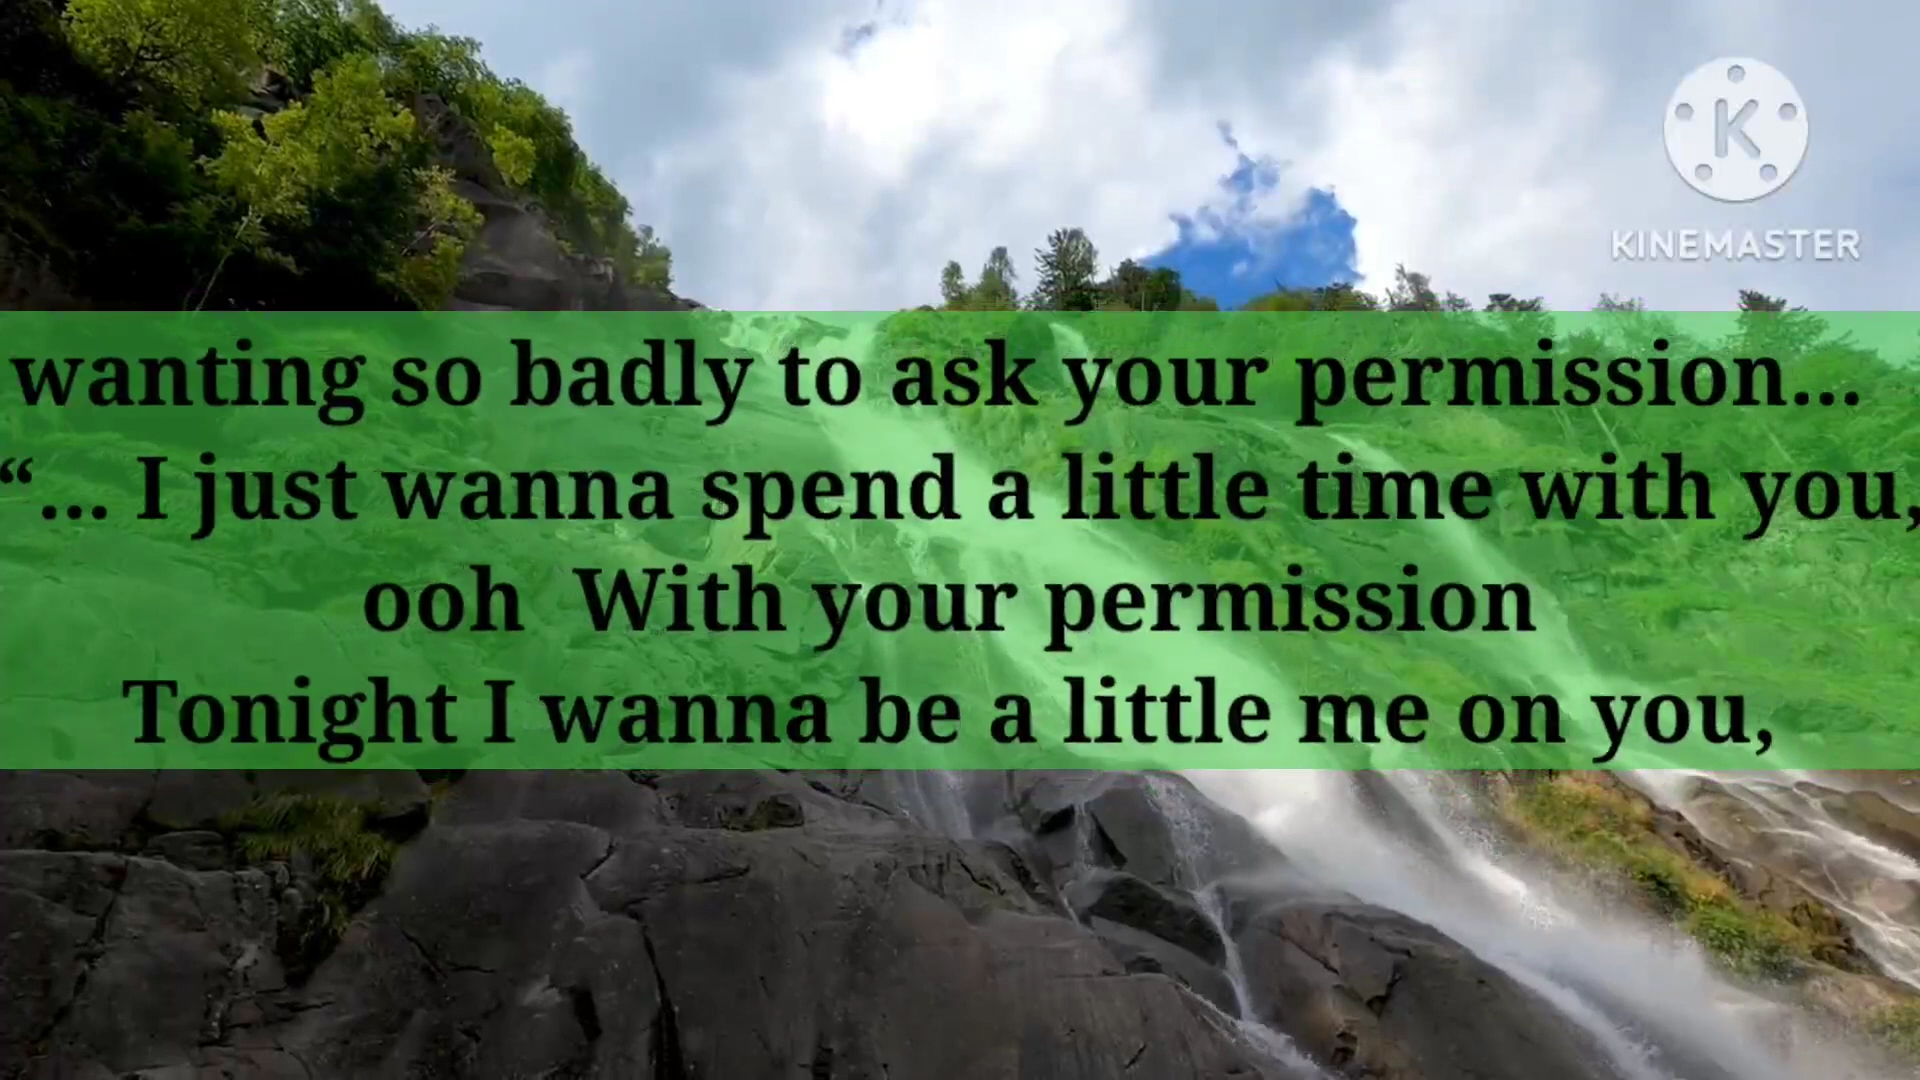 KINEMASTER
wanting so badly to ask your permission...
“... I just wanna spend a little time with you,
ooh  With your permission
Tonight I wanna be a little me on you,